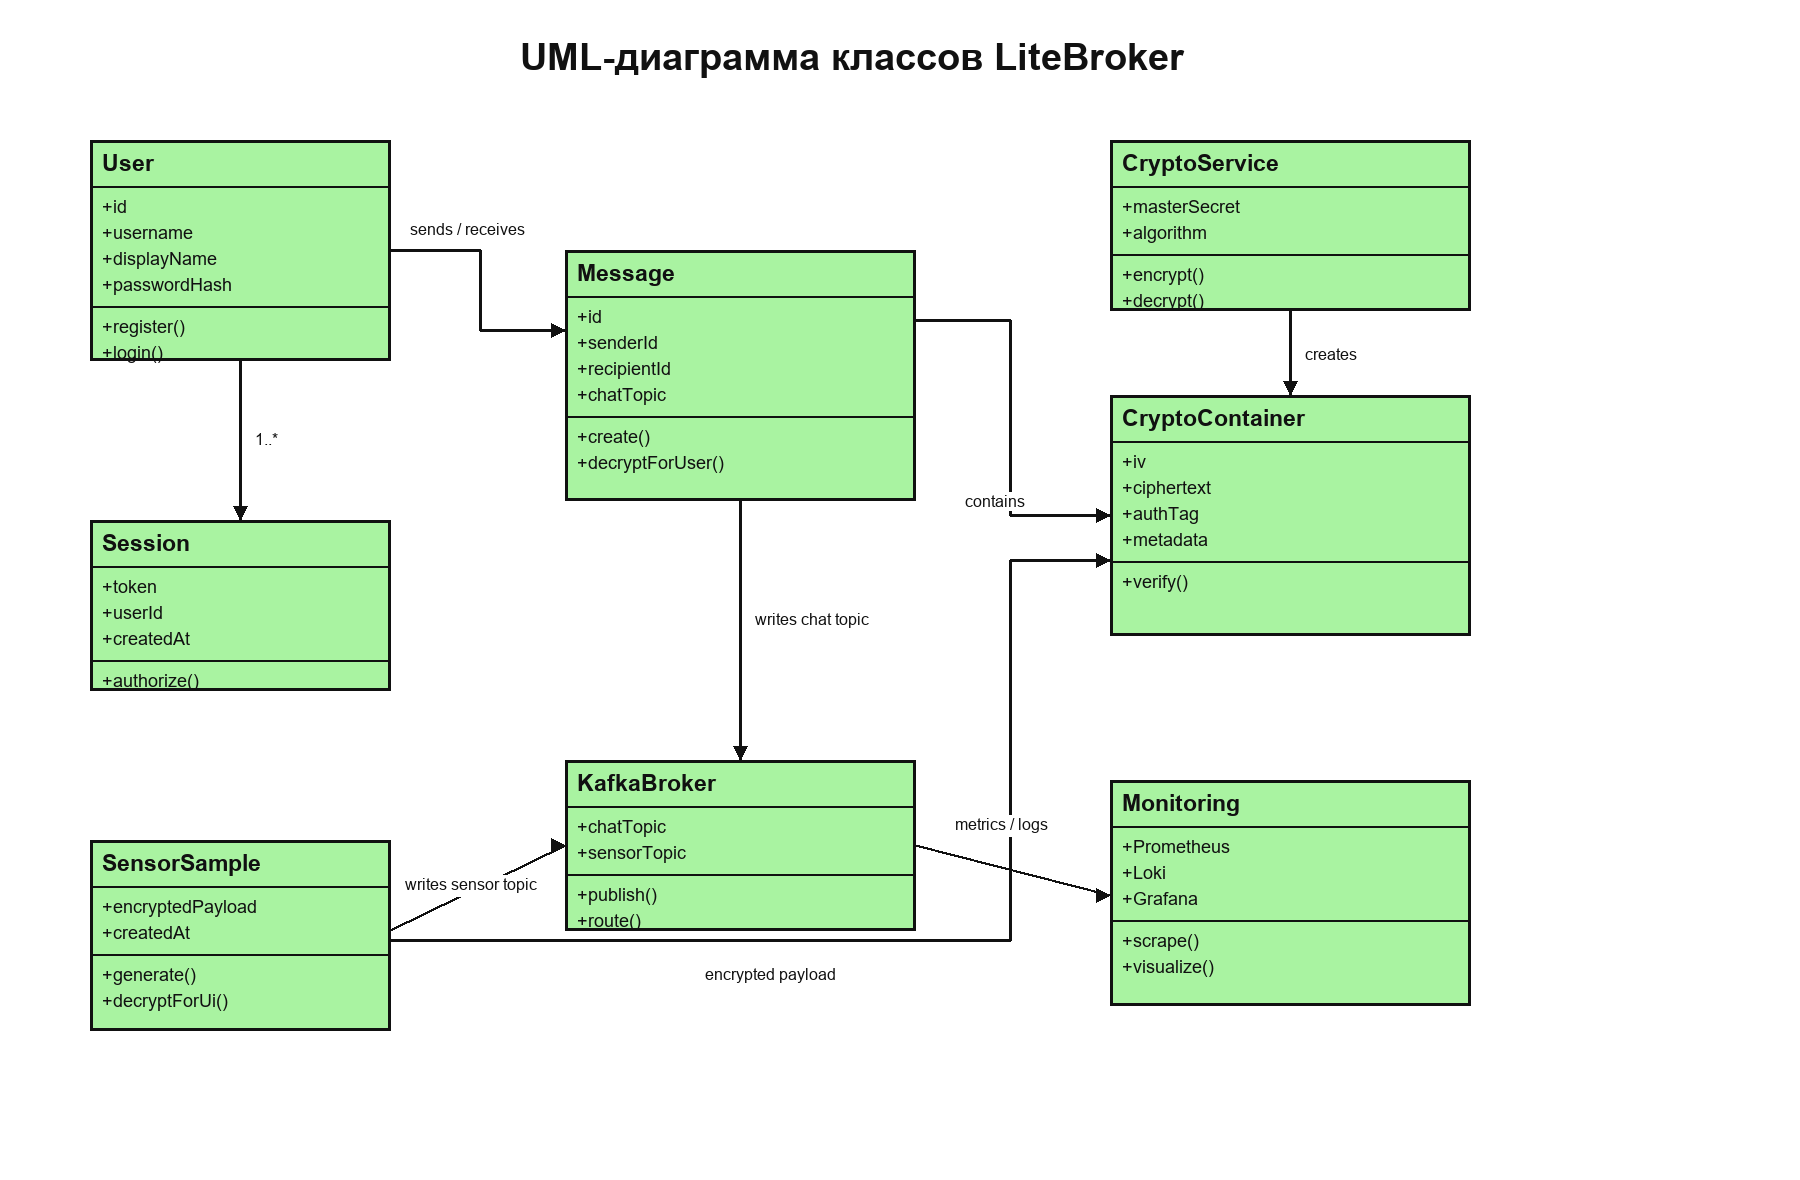 UML-диаграмма классов LiteBroker
User
+id
+username
+displayName
+passwordHash
+register()
+login()
sends / receives
Message
+id
+senderId
+recipientId
+chatTopic
+create()
+decryptForUser()
CryptoService
+masterSecret
+algorithm
+encrypt()
+decrypt()
creates
CryptoContainer
+iv
+ciphertext
+authTag
+metadata
+verify()
contains
1..*
Session
+token
+userId
+createdAt
+authorize()
writes chat topic
KafkaBroker
+chatTopic
+sensorTopic
+publish()
+route()
metrics / logs
Monitoring
+Prometheus
+Loki
+Grafana
+scrape()
+visualize()
SensorSample
+encryptedPayload
+createdAt
+generate()
+decryptForUi()
writes sensor topic
encrypted payload